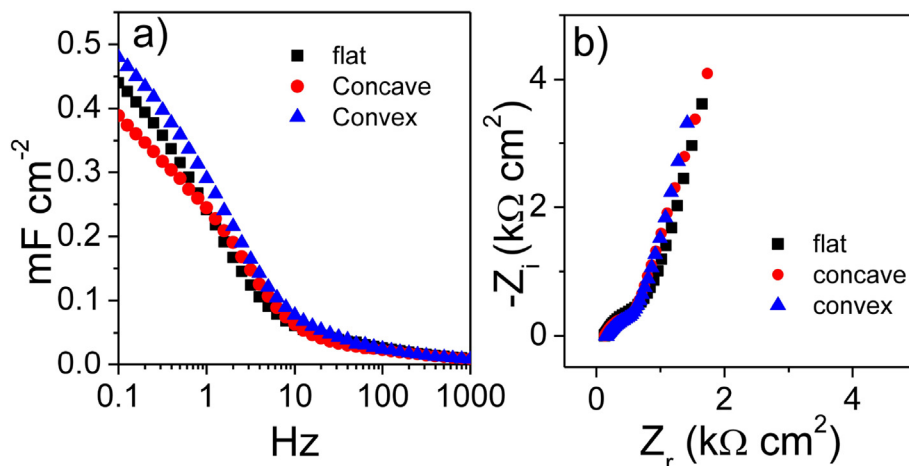 a)
0.5
0.4
0.3
0.2
0.1
0.0
mF cm-2
flat
Concave
Convex
0.1 1 10 100 1000
Hz
b)
4
2
0
-Zi (kΩ cm2)
flat
concave
convex
0 2 4
Zr (kΩ cm2)